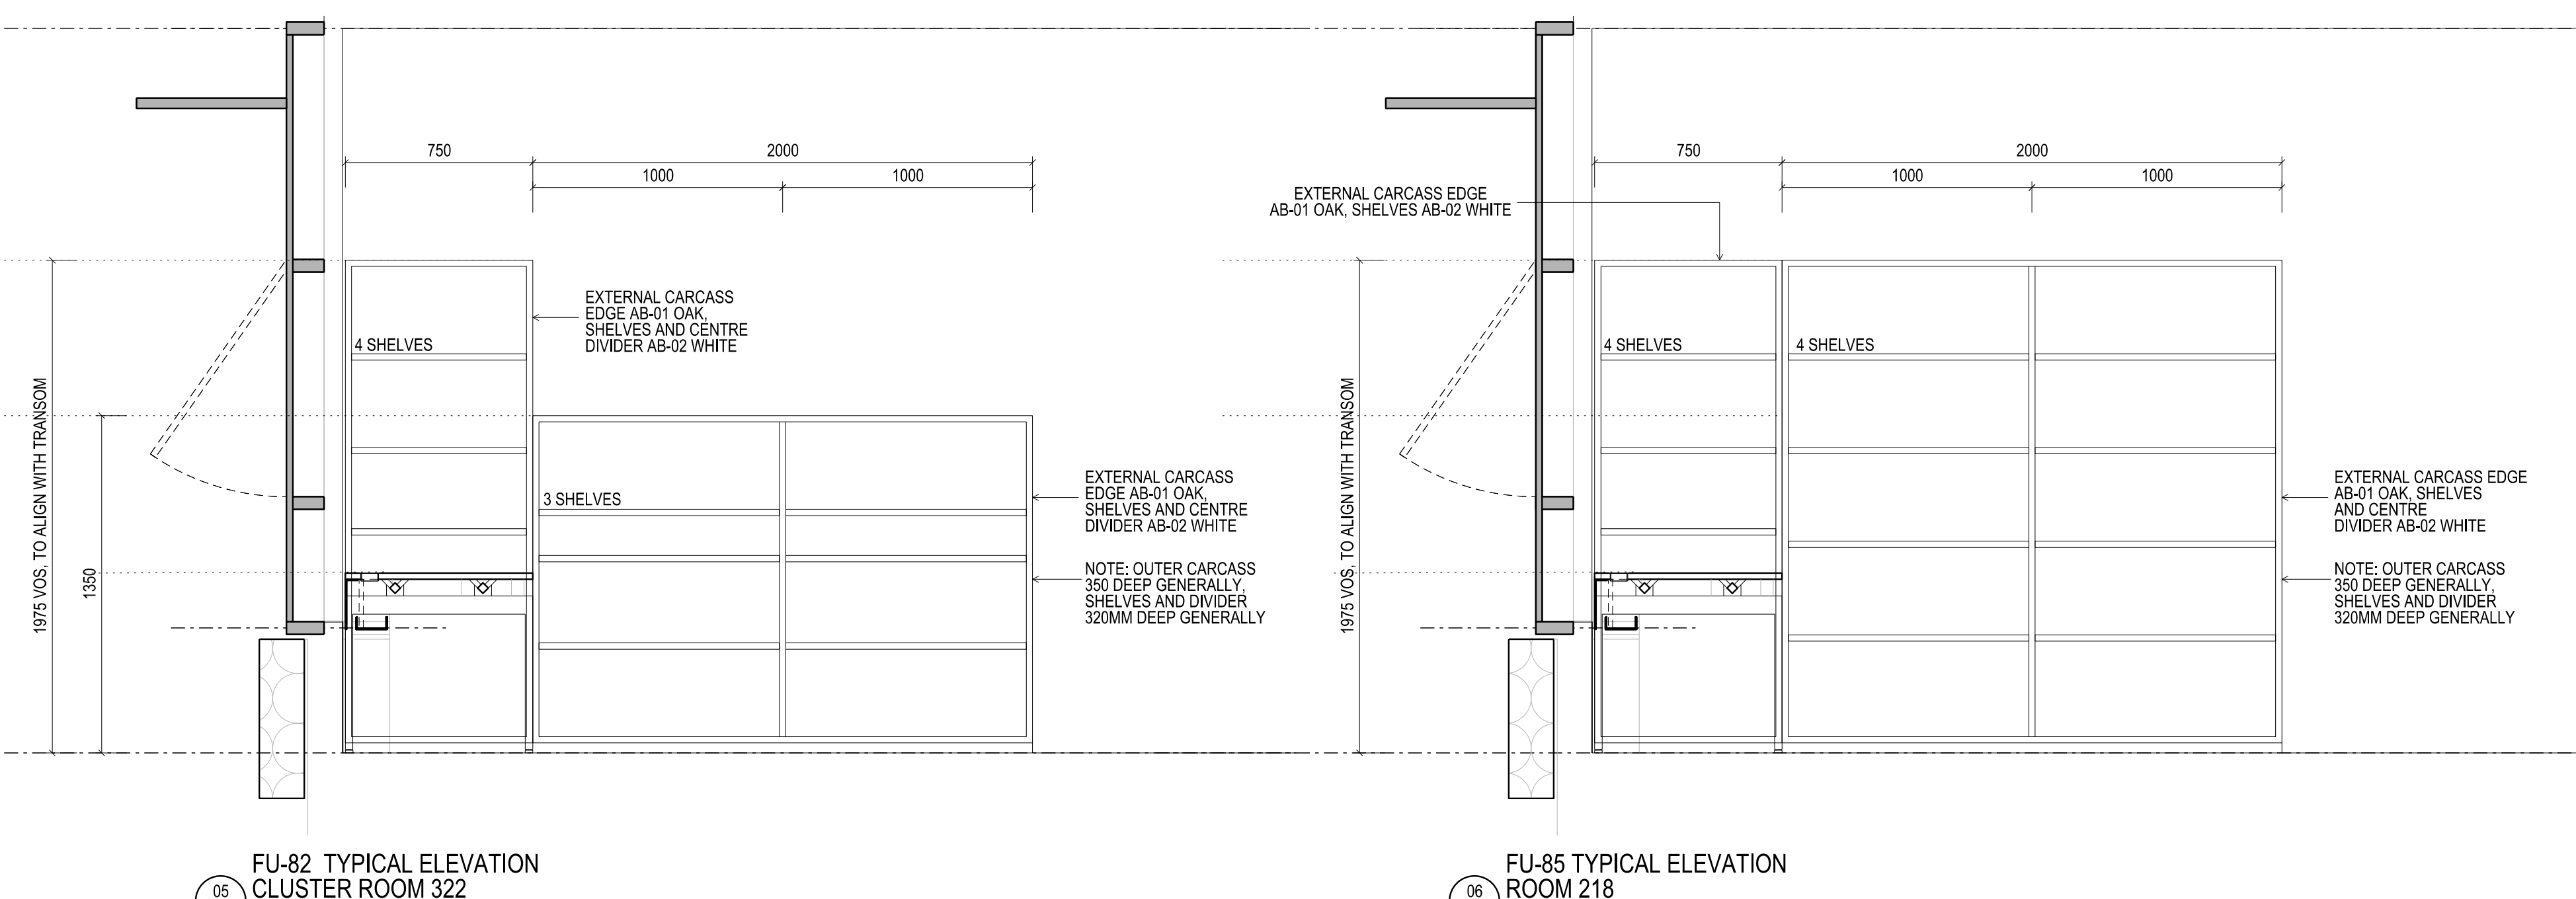 750
2000
1000
1000
EXTERNAL CARCASS
EDGE AB-01 OAK,
SHELVES AND CENTRE
DIVIDER AB-02 WHITE
4 SHELVES
3 SHELVES
1975 VOS, TO ALIGN WITH TRANSOM
1350
EXTERNAL CARCASS
EDGE AB-01 OAK,
SHELVES AND CENTRE
DIVIDER AB-02 WHITE
NOTE: OUTER CARCASS
350 DEEP GENERALLY,
SHELVES AND DIVIDER
320MM DEEP GENERALLY
05
FU-82 TYPICAL ELEVATION
CLUSTER ROOM 322
750
2000
1000
1000
EXTERNAL CARCASS EDGE
AB-01 OAK, SHELVES AB-02 WHITE
4 SHELVES
4 SHELVES
1975 VOS, TO ALIGN WITH TRANSOM
EXTERNAL CARCASS EDGE
AB-01 OAK, SHELVES
AND CENTRE
DIVIDER AB-02 WHITE
NOTE: OUTER CARCASS
350 DEEP GENERALLY,
SHELVES AND DIVIDER
320MM DEEP GENERALLY
06
FU-85 TYPICAL ELEVATION
ROOM 218